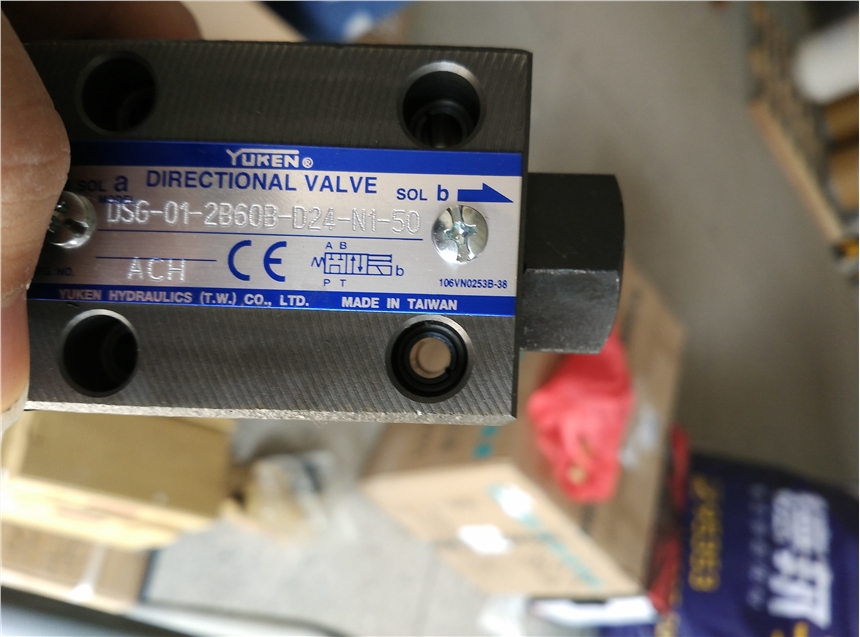 YUKEN®
SOL a DIRECTIONAL VALVE SOL b
DSG-01-2B60B-D24-N1-50
ACH CE
A B
b
P T
106VN0253B-38
YUKEN HYDRAULICS (T.W.) CO., LTD. MADE IN TAIWAN